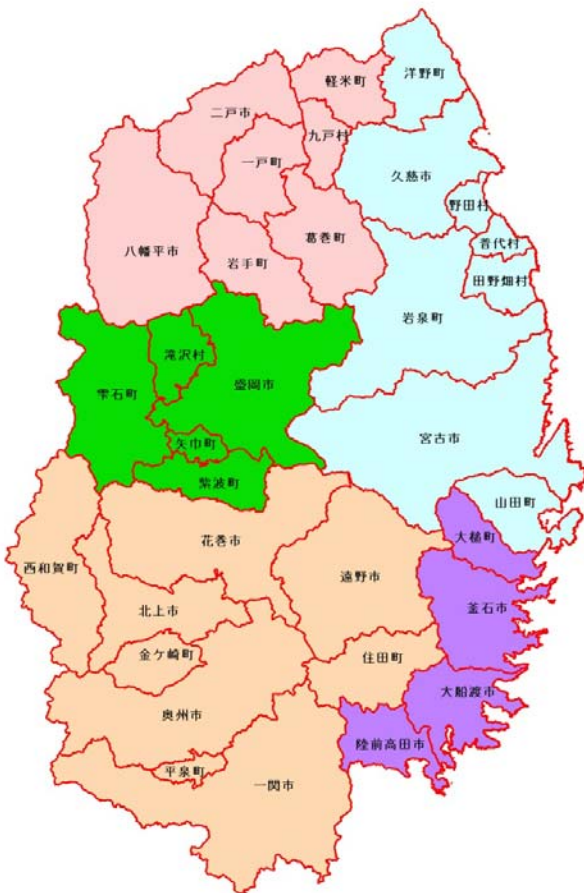 軽米町
洋野町
二戸市
九戸村
一戸町
久慈市
野田村
普代村
葛巻町
八幡平市
岩手町
田野畑村
岩泉町
滝沢村
盛岡市
雫石町
矢巾町
宮古市
紫波町
山田町
大槌町
花巻市
西和賀町
遠野市
釜石市
北上市
金ケ崎町
住田町
大船渡市
奥州市
陸前高田市
平泉町
一関市